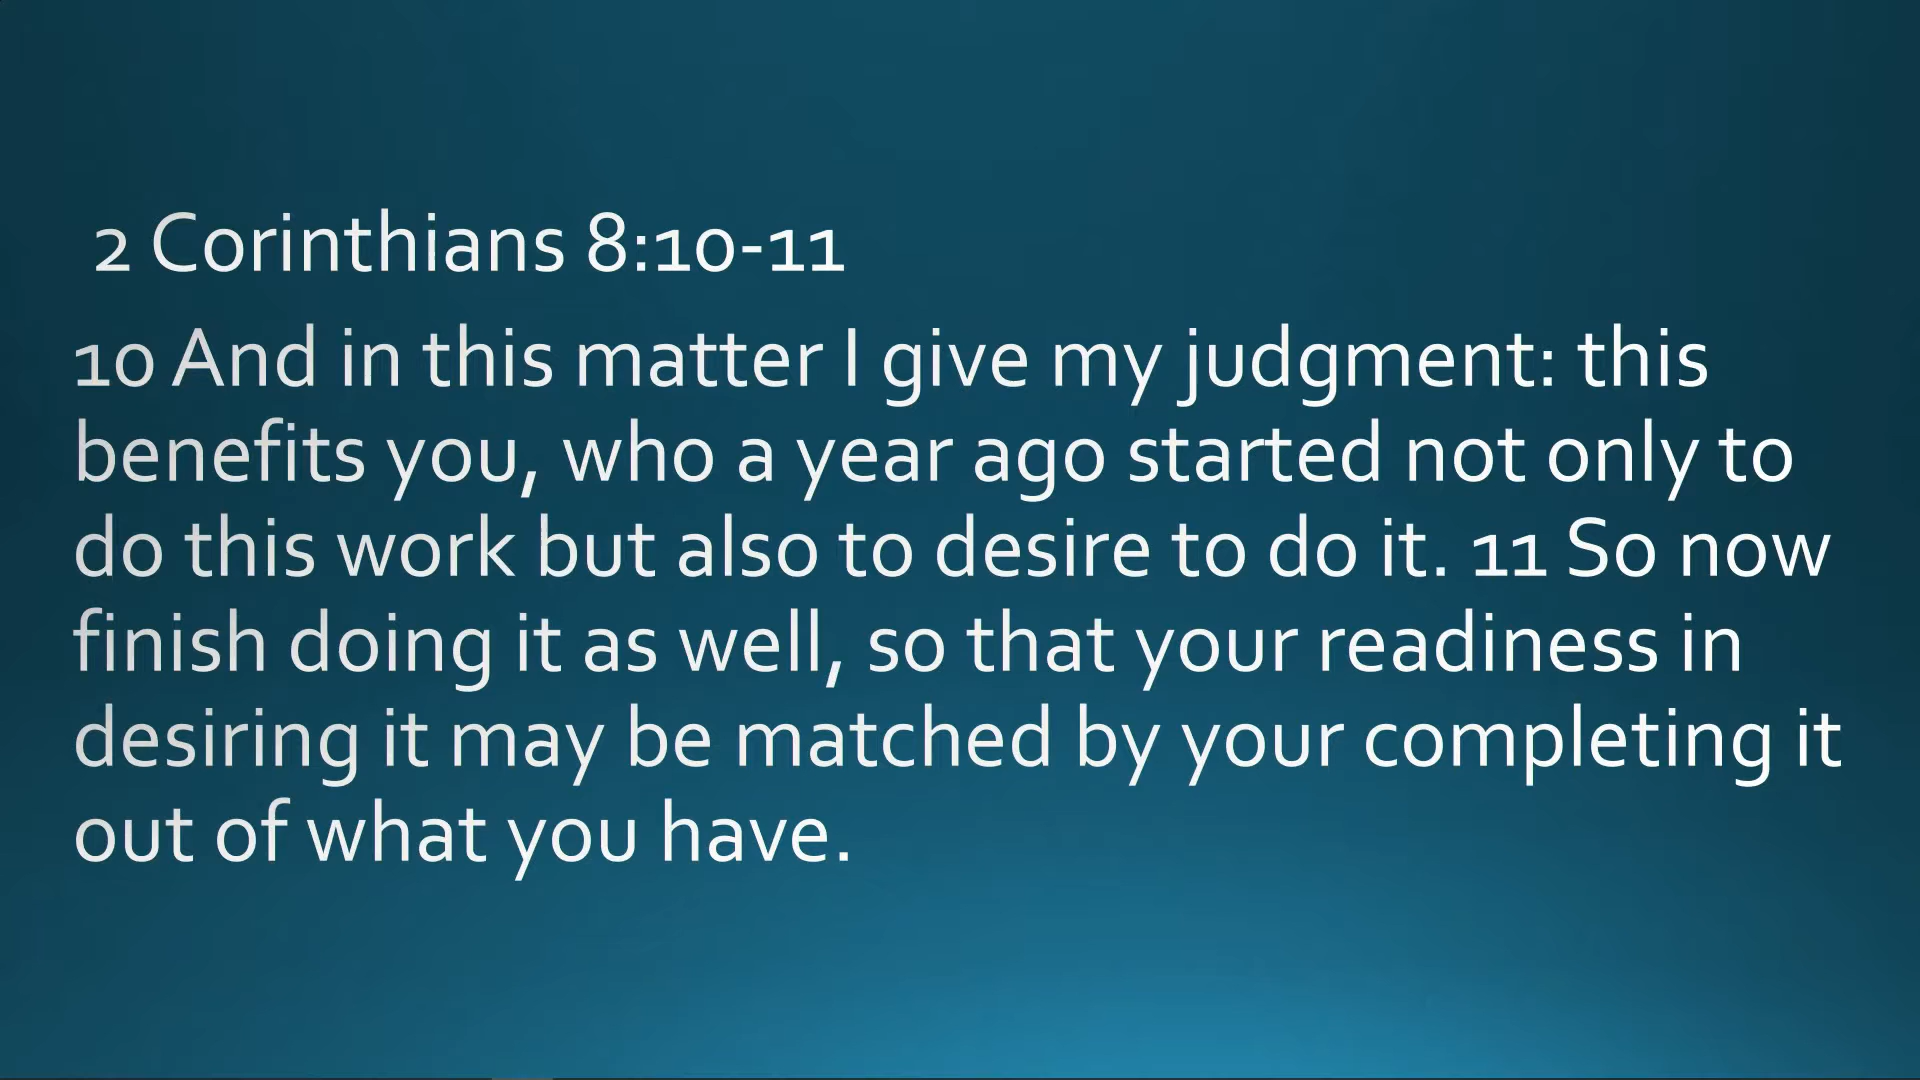 2 Corinthians 8:10-11
10 And in this matter I give my judgment: this
benefits you, who a year ago started not only to
do this work but also to desire to do it. 11 So now
finish doing it as well, so that your readiness in
desiring it may be matched by your completing it
out of what you have.